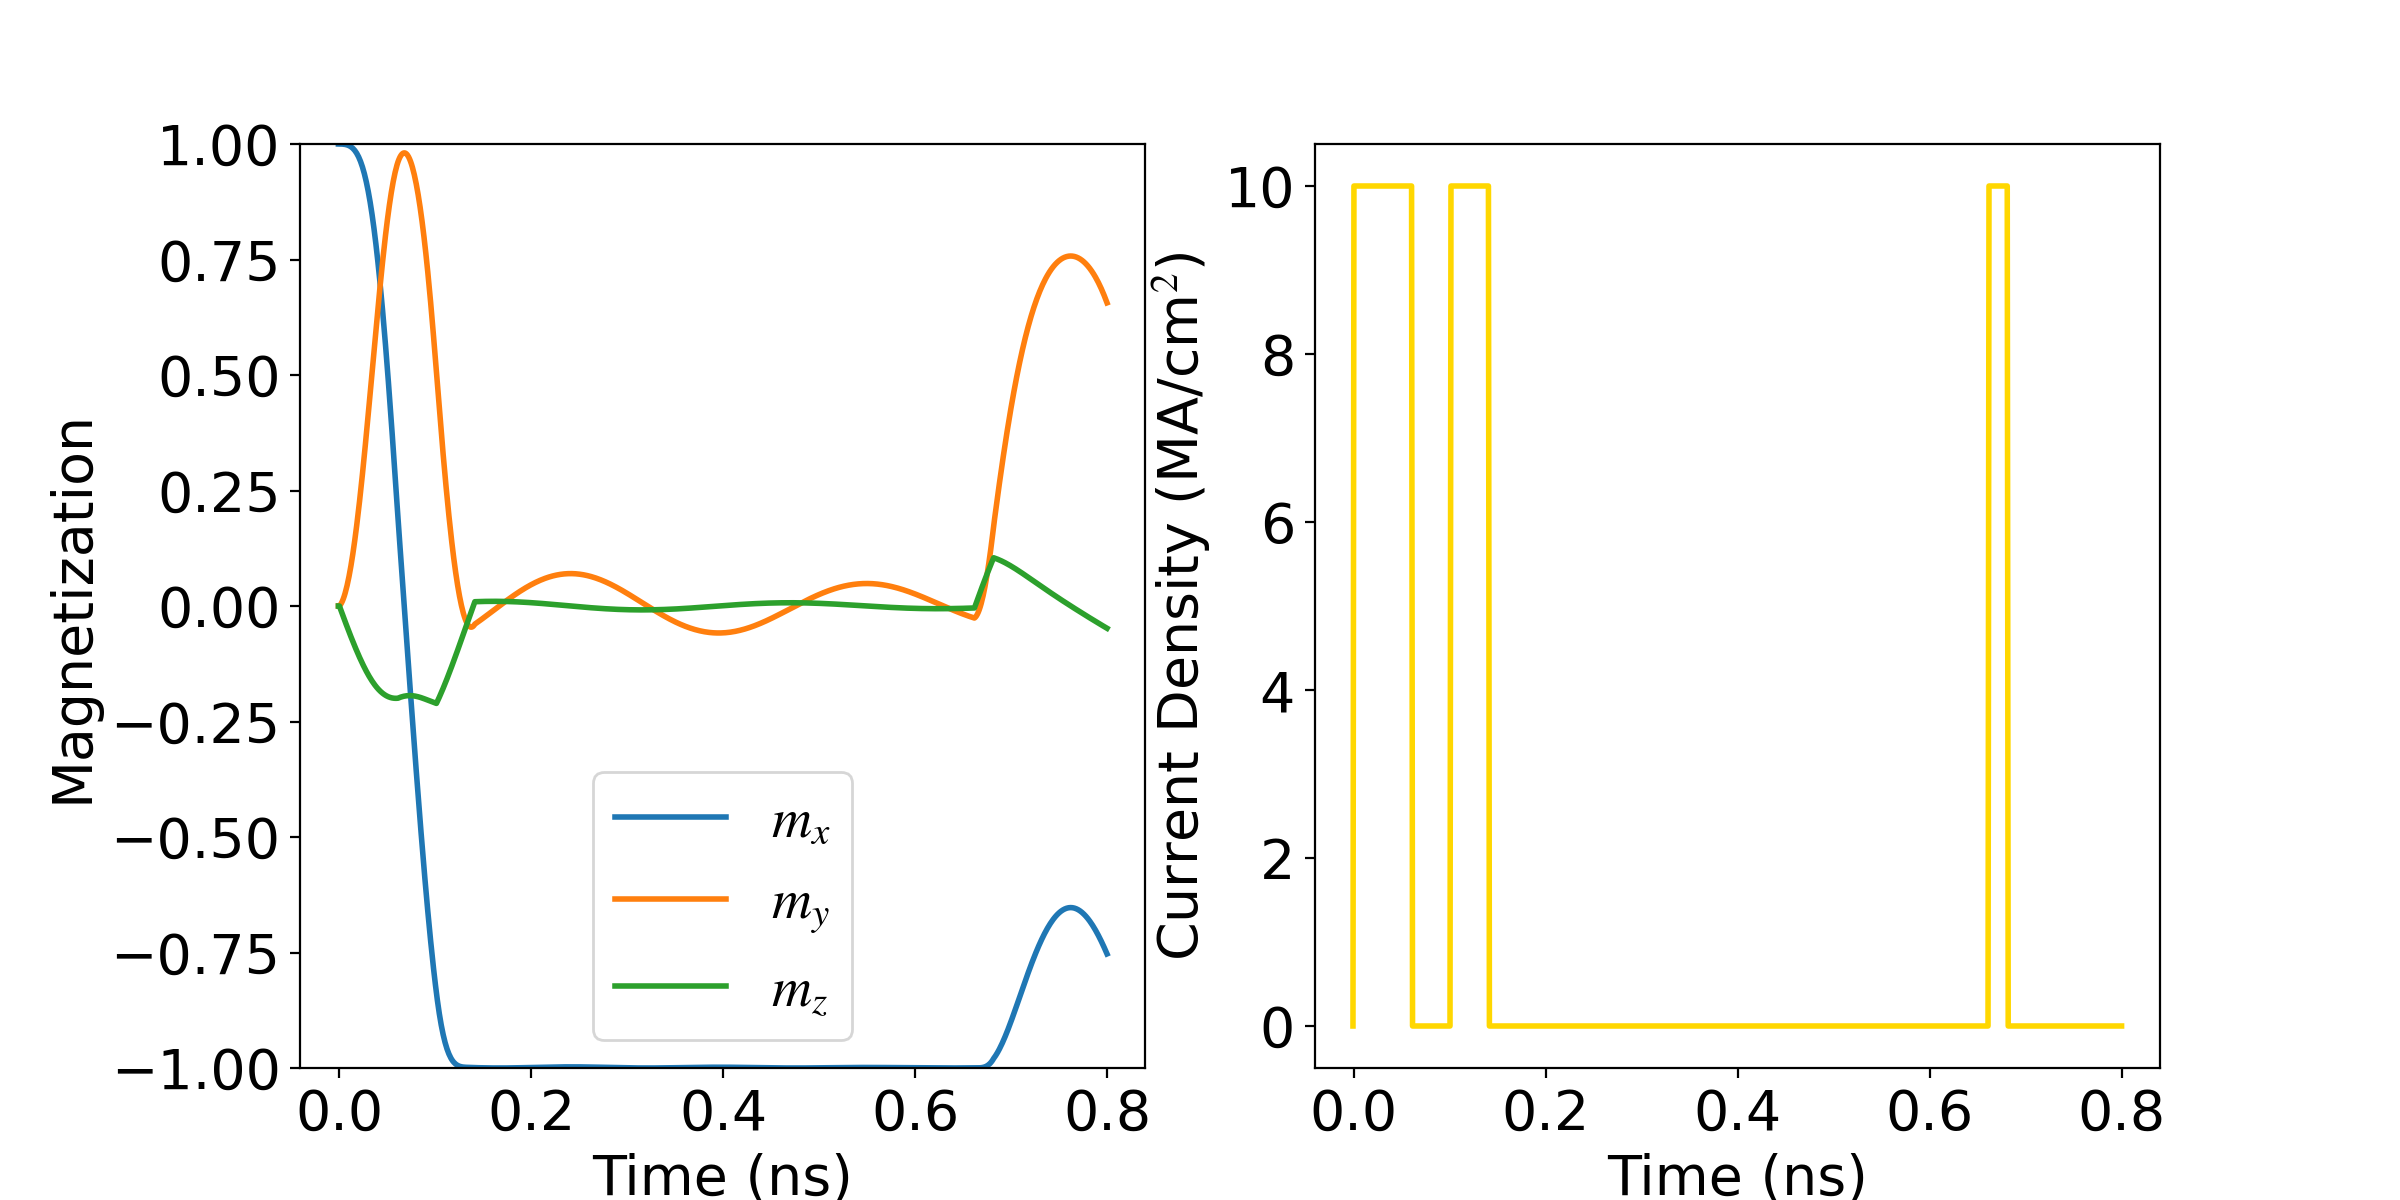 Magnetization
1.00
0.75
0.50
0.25
0.00
−0.25
−0.50
−0.75
−1.00
0.0 0.2 0.4 0.6 0.8
Time (ns)
m_x
m_y
m_z
Current Density (MA/cm²)
10
8
6
4
2
0
0.0 0.2 0.4 0.6 0.8
Time (ns)